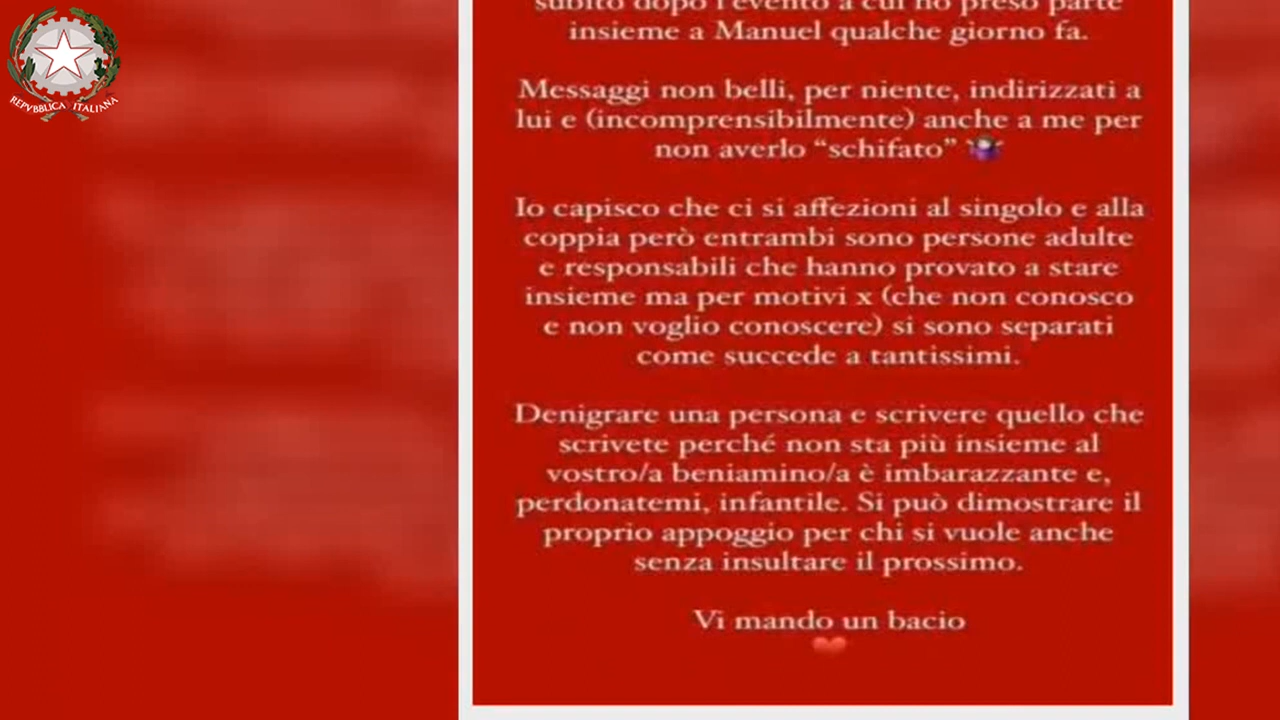 REPVBBLICA ITALIANA
subito dopo l'evento a cui ho preso parte
insieme a Manuel qualche giorno fa.
Messaggi non belli, per niente, indirizzati a
lui e (incomprensibilmente) anche a me per
non averlo “schifato” 🤷🏻‍♀️
Io capisco che ci si affezioni al singolo e alla
coppia però entrambi sono persone adulte
e responsabili che hanno provato a stare
insieme ma per motivi x (che non conosco
e non voglio conoscere) si sono separati
come succede a tantissimi.
Denigrare una persona e scrivere quello che
scrivete perché non sta più insieme al
vostro/a beniamino/a è imbarazzante e,
perdonatemi, infantile. Si può dimostrare il
proprio appoggio per chi si vuole anche
senza insultare il prossimo.
Vi mando un bacio
❤️